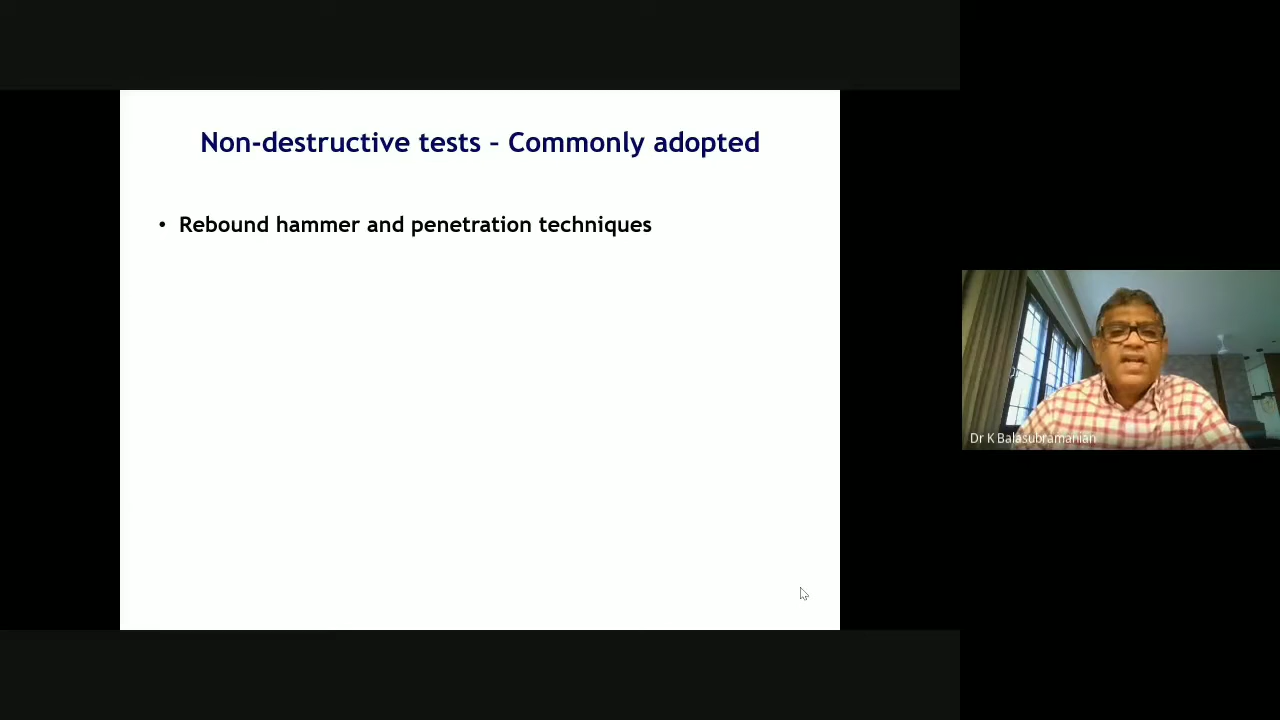 Non-destructive tests – Commonly adopted
• Rebound hammer and penetration techniques
Dr K Balasubramanian